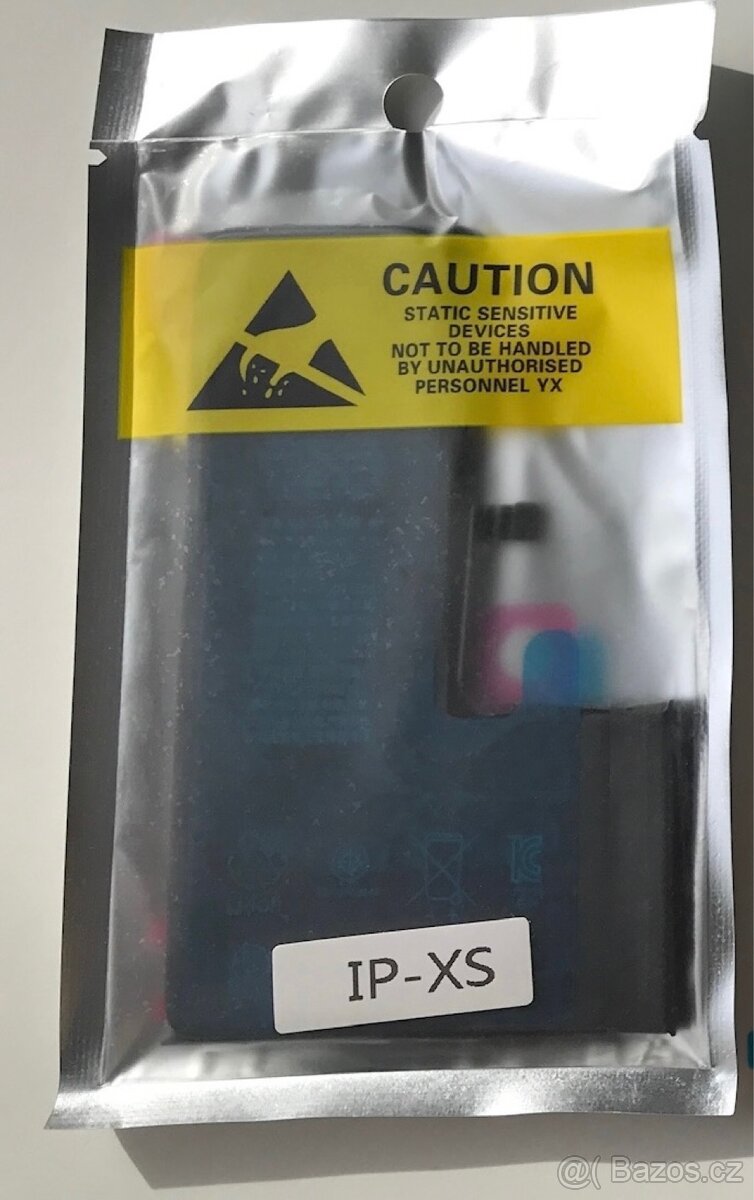 CAUTION
STATIC SENSITIVE
DEVICES
NOT TO BE HANDLED
BY UNAUTHORISED
PERSONNEL YX
IP-XS
@( Bazos.cz